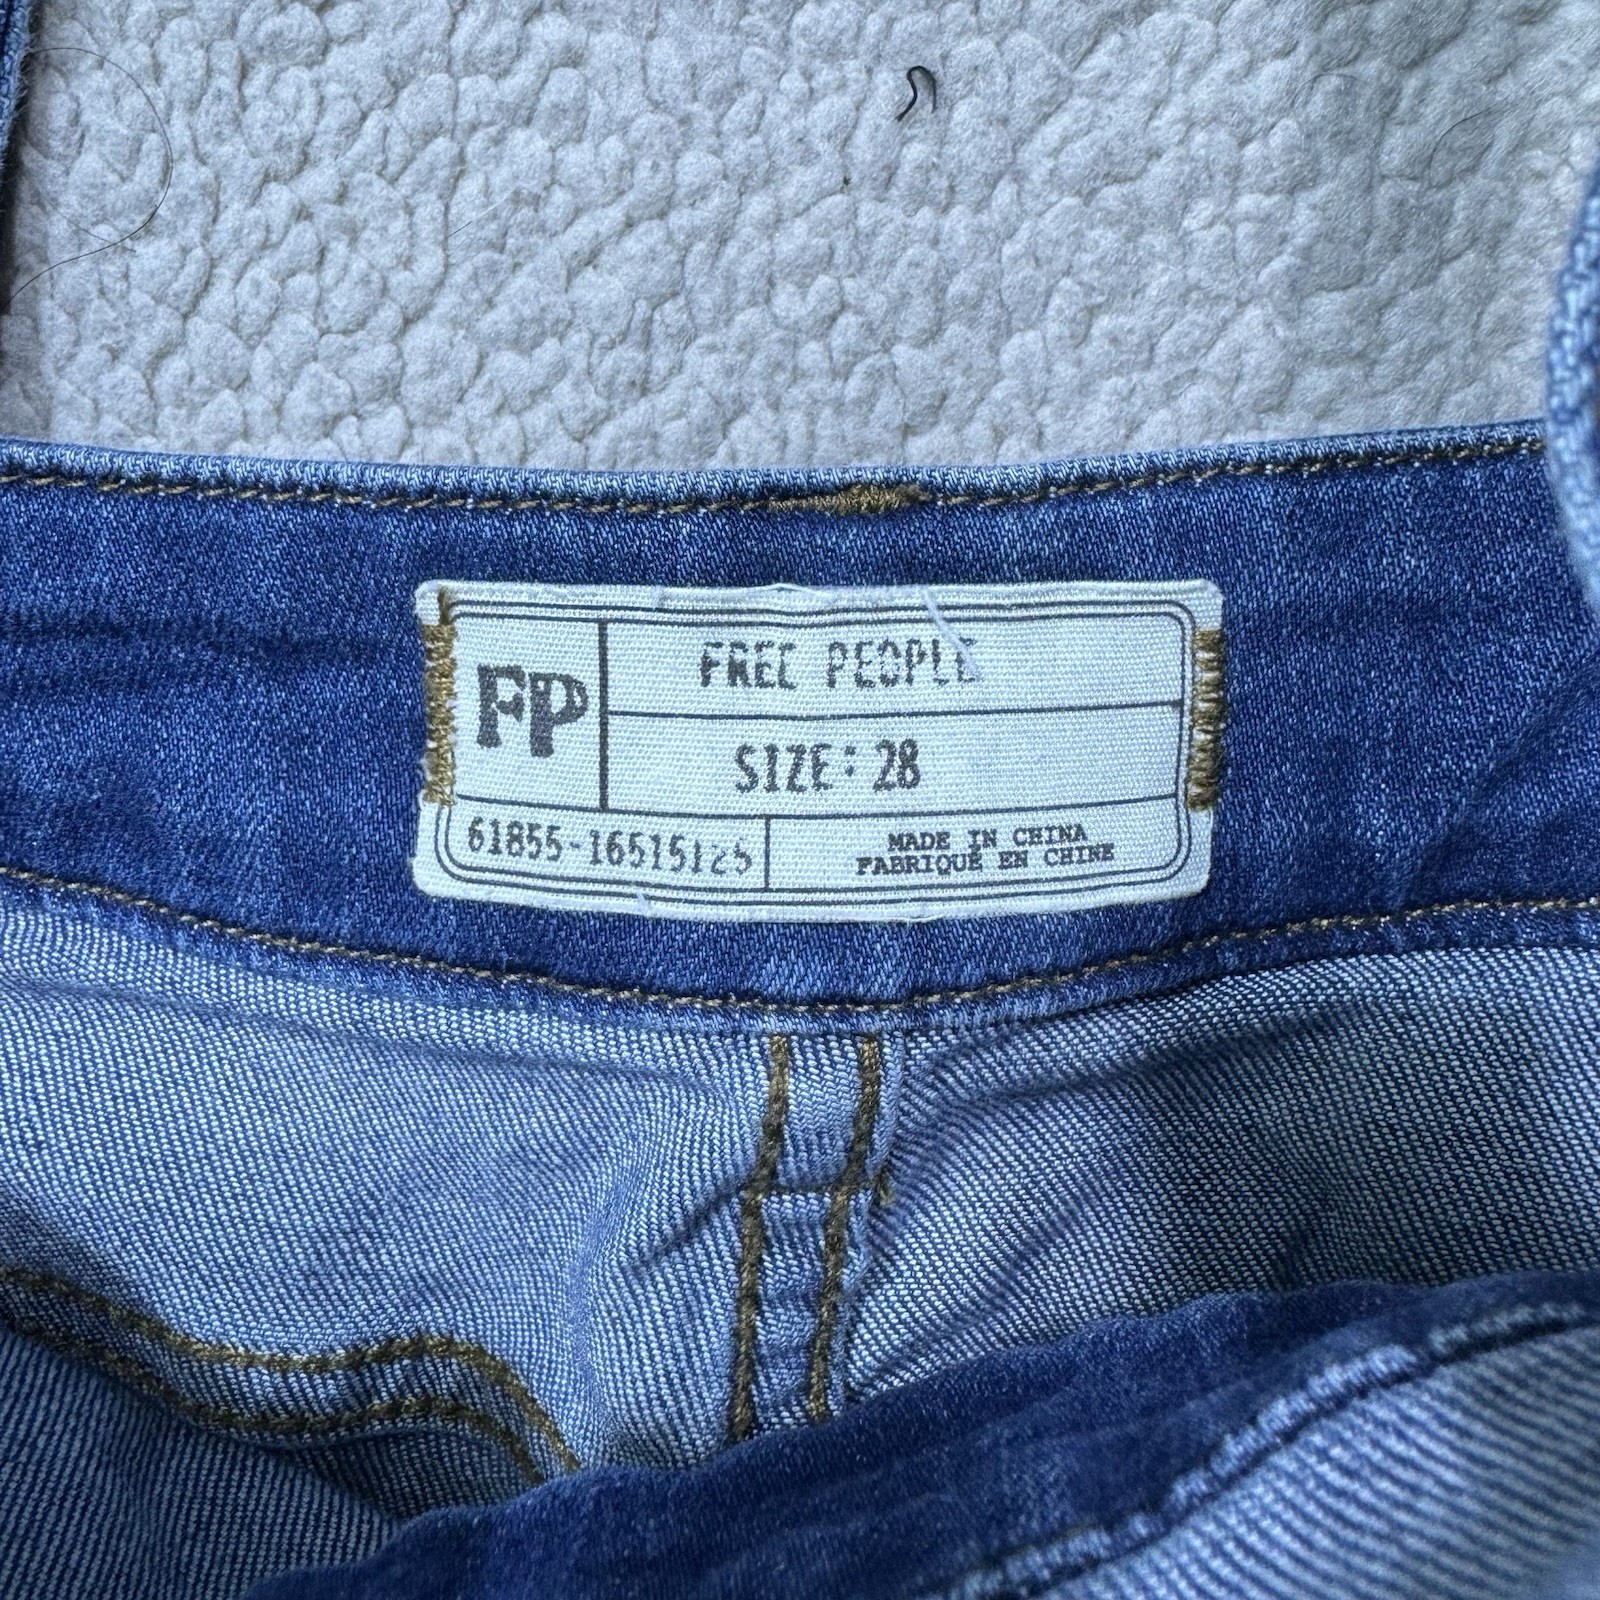 FP
FREE PEOPLE
SIZE: 28
61855-16515125
MADE IN CHINA
FABRIQUÉ EN CHINE